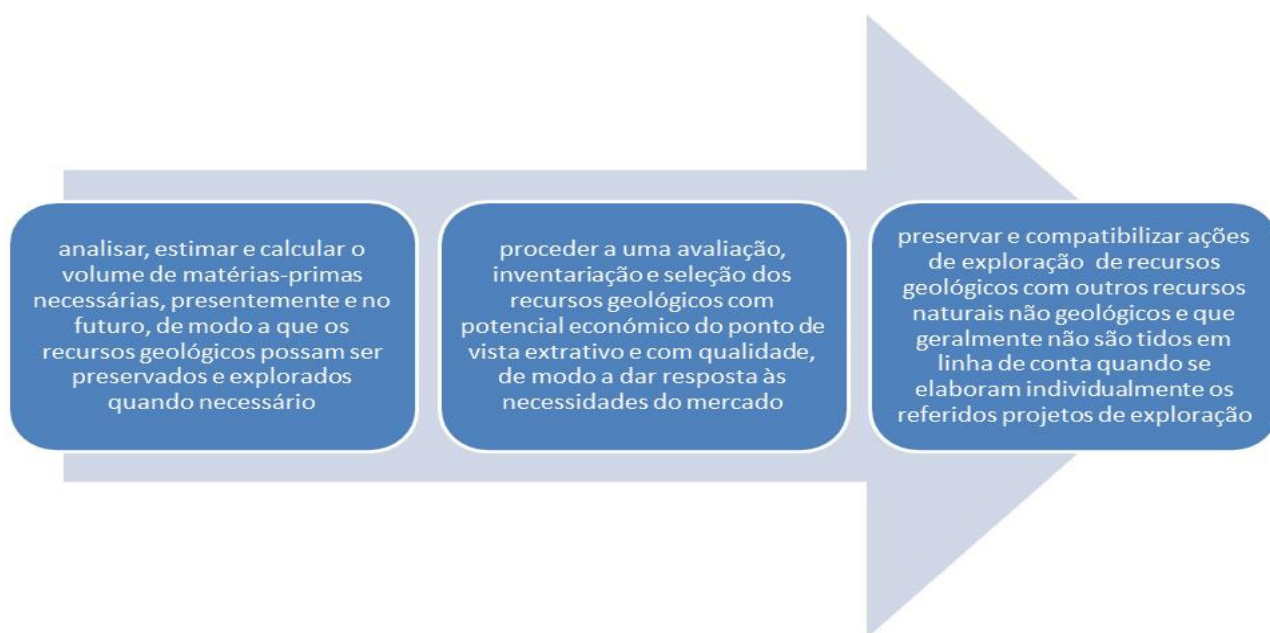 analisar, estimar e calcular o
volume de matérias-primas
necessárias, presentemente e no
futuro, de modo a que os
recursos geológicos possam ser
preservados e explorados
quando necessário
proceder a uma avaliação,
inventariação e seleção dos
recursos geológicos com
potencial económico do ponto de
vista extrativo e com qualidade,
de modo a dar resposta às
necessidades do mercado
preservar e compatibilizar ações
de exploração de recursos
geológicos com outros recursos
naturais não geológicos e que
geralmente não são tidos em
linha de conta quando se
elaboram individualmente os
referidos projetos de exploração